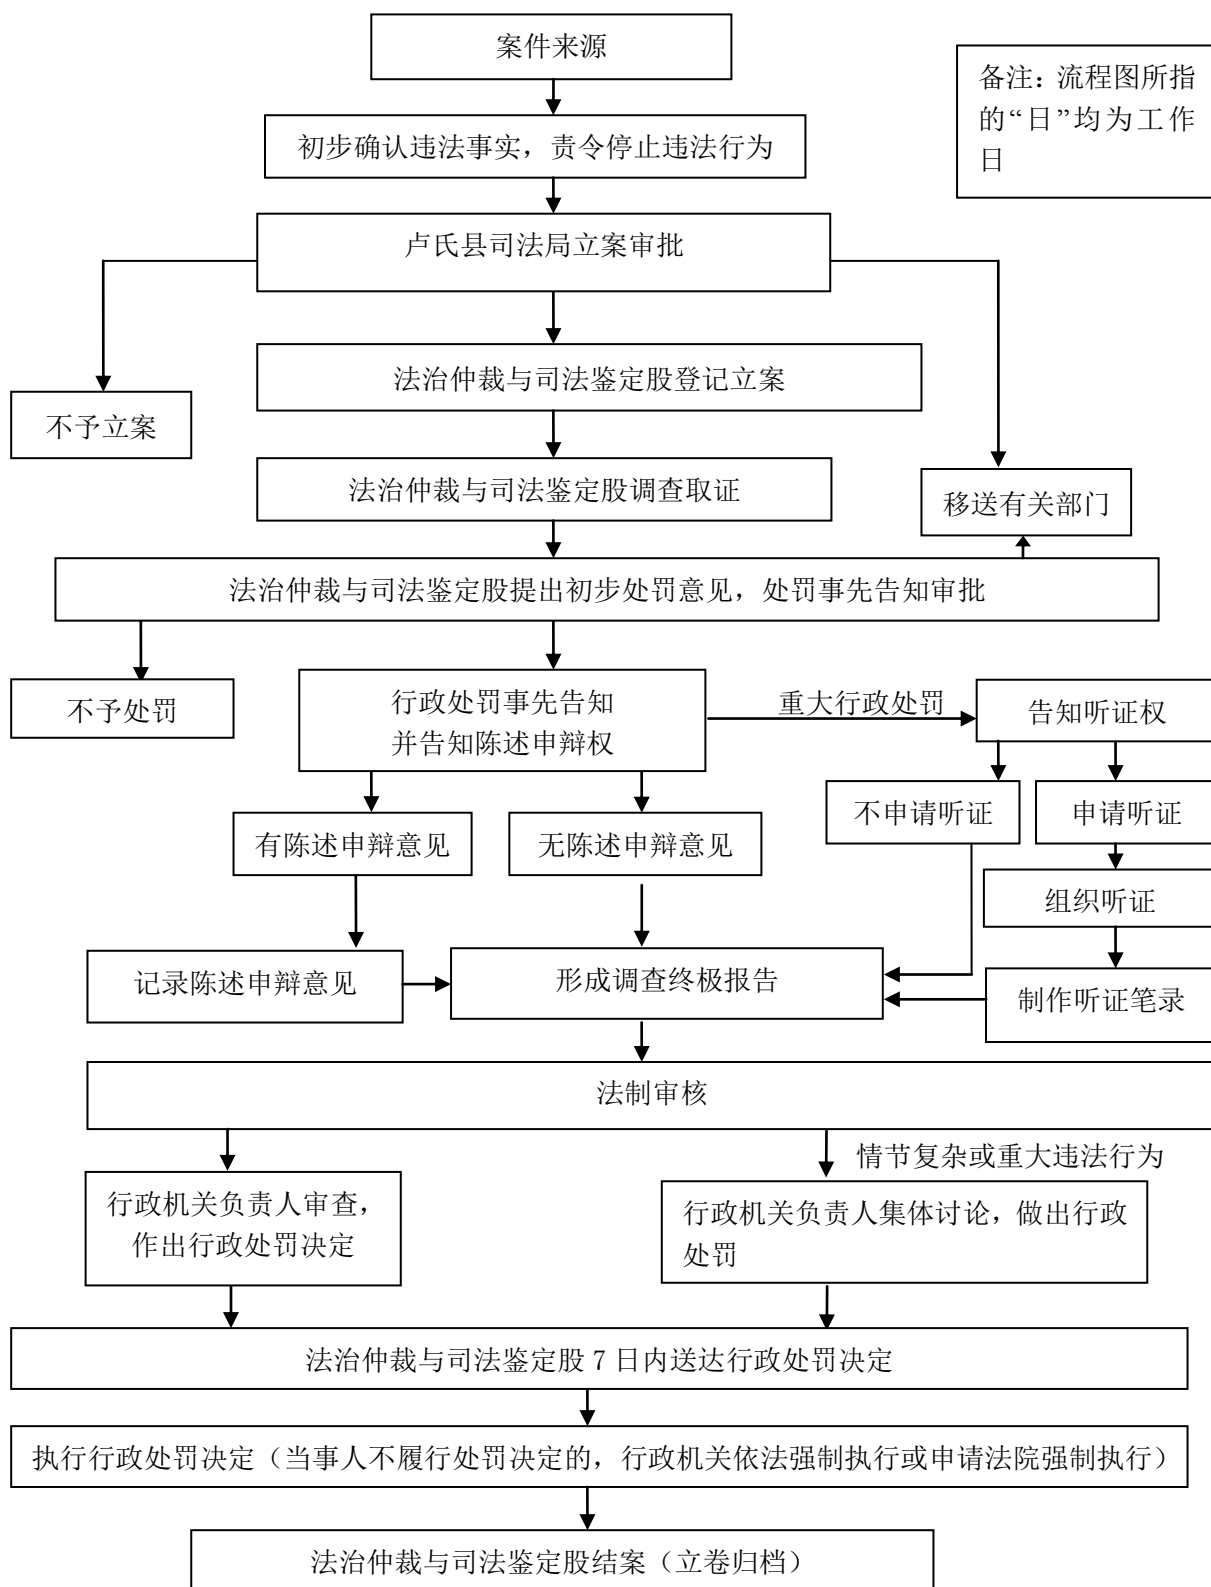 案件来源
备注：流程图所指
的“日”均为工作
日
初步确认违法事实，责令停止违法行为
卢氏县司法局立案审批
法治仲裁与司法鉴定股登记立案
不予立案
法治仲裁与司法鉴定股调查取证
移送有关部门
法治仲裁与司法鉴定股提出初步处罚意见，处罚事先告知审批
不予处罚
行政处罚事先告知
并告知陈述申辩权
重大行政处罚
告知听证权
不申请听证
申请听证
有陈述申辩意见
无陈述申辩意见
组织听证
记录陈述申辩意见
形成调查终极报告
制作听证笔录
法制审核
情节复杂或重大违法行为
行政机关负责人审查，
作出行政处罚决定
行政机关负责人集体讨论，做出行政
处罚
法治仲裁与司法鉴定股 7 日内送达行政处罚决定
执行行政处罚决定（当事人不履行处罚决定的，行政机关依法强制执行或申请法院强制执行）
法治仲裁与司法鉴定股结案（立卷归档）